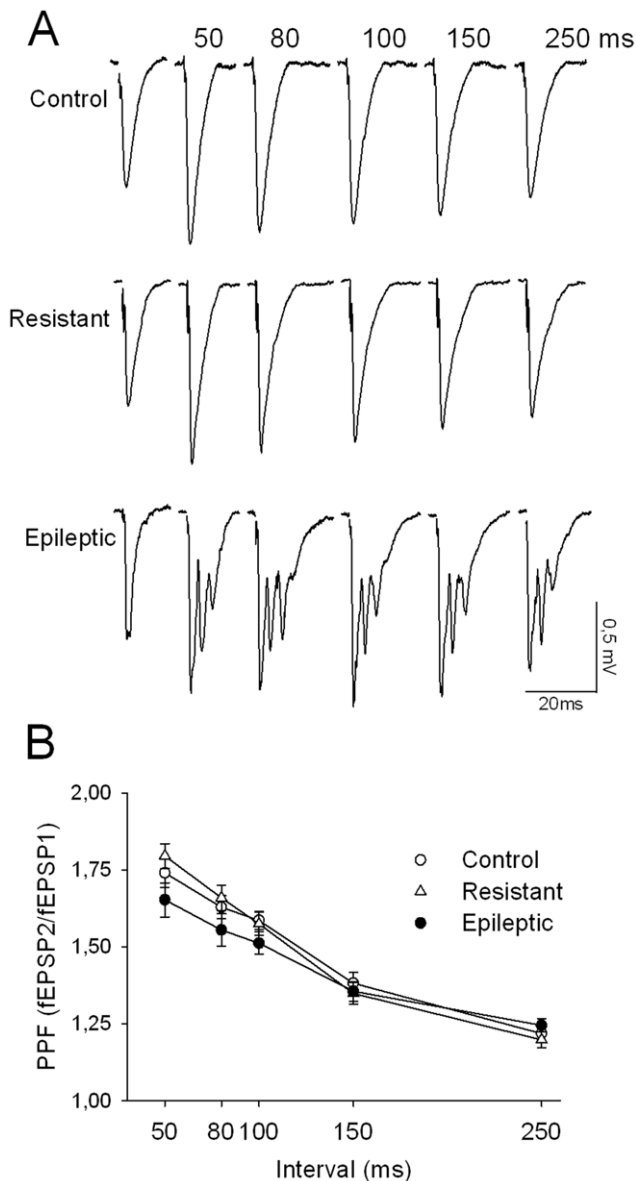 A
50 80 100 150 250 ms
Control
Resistant
Epileptic
0,5 mV
20ms
B
PPF (fEPSP2/fEPSP1)
2,00
1,75
1,50
1,25
1,00
Control
Resistant
Epileptic
50 80 100 150 250
Interval (ms)